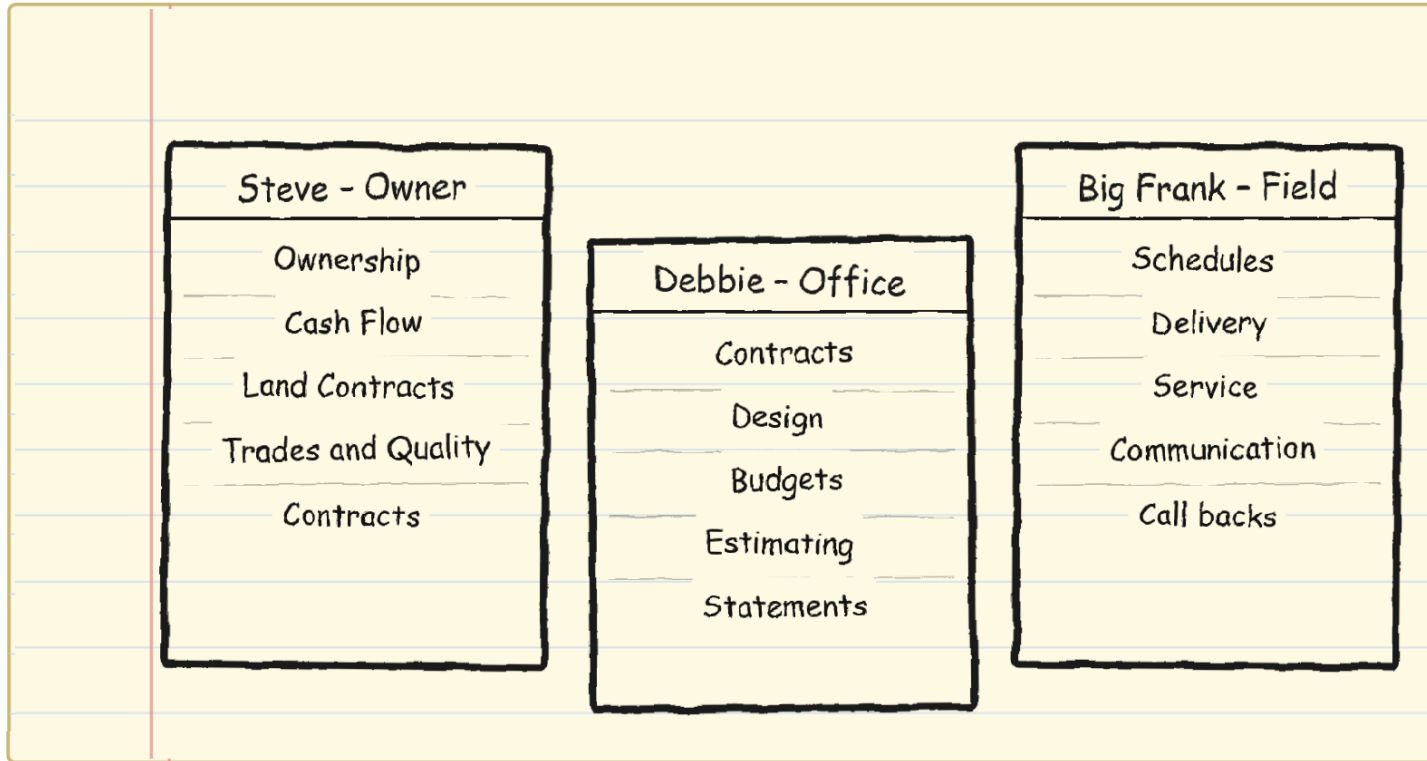 Steve - Owner
Ownership
Cash Flow
Land Contracts
Trades and Quality
Contracts
Debbie - Office
Contracts
Design
Budgets
Estimating
Statements
Big Frank - Field
Schedules
Delivery
Service
Communication
Call backs